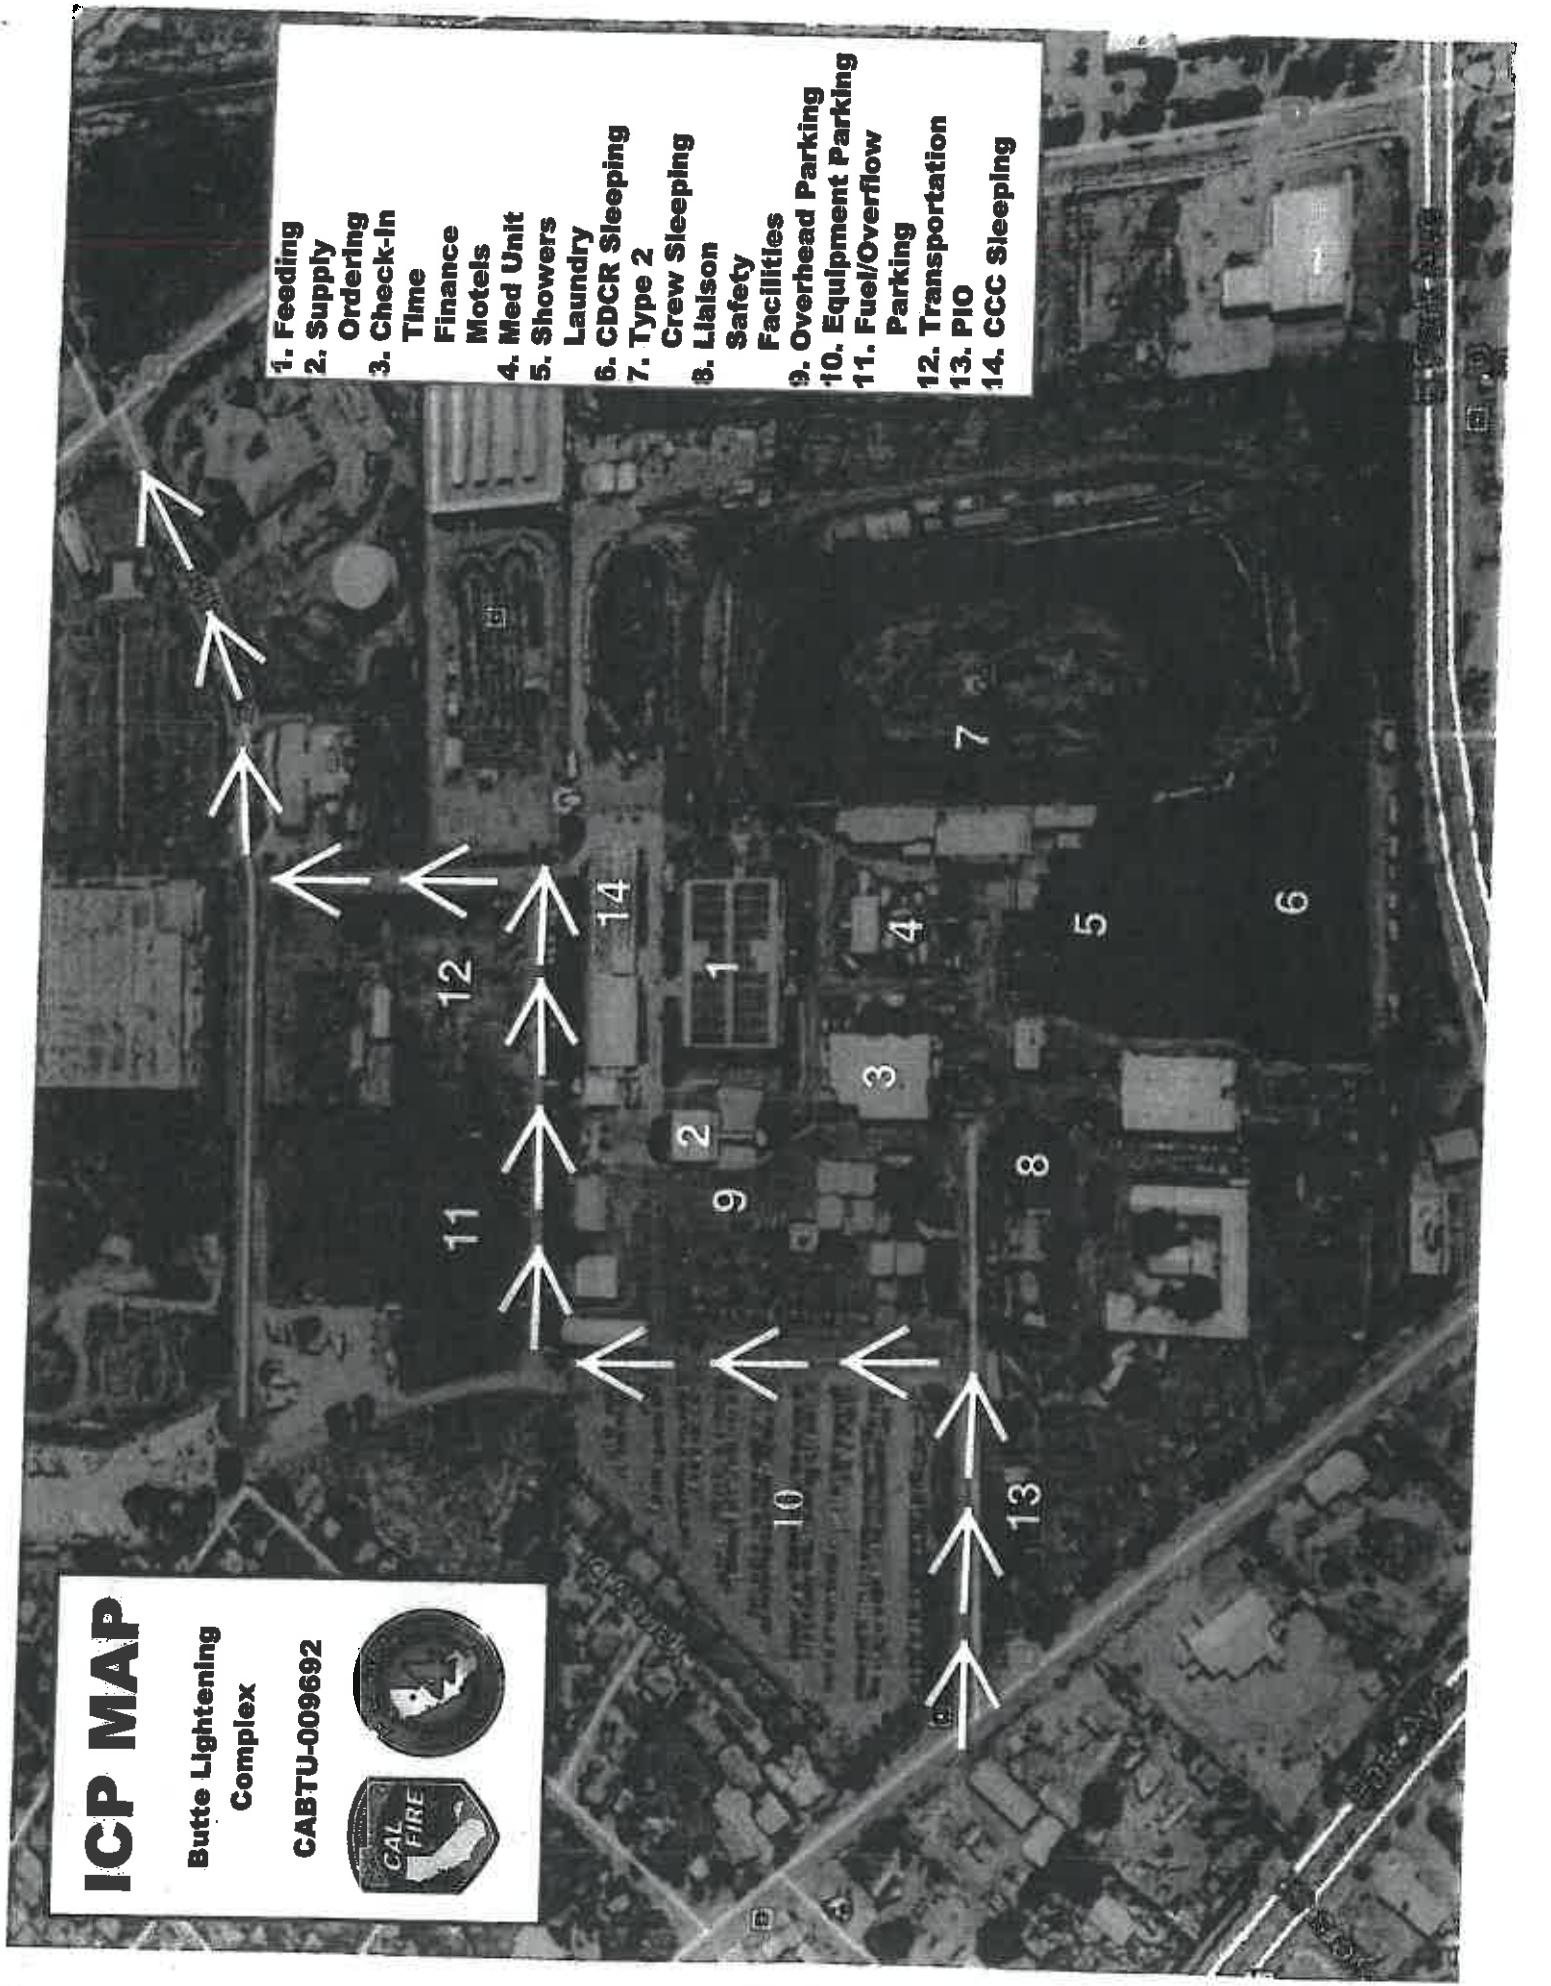 ICP MAP
Butte Lightening
Complex
CABTU-009692
CAL
FIRE
1. Feeding
2. Supply
Ordering
3. Check-In
Time
Finance
Motels
4. Med Unit
5. Showers
Laundry
6. CDCR Sleeping
7. Type 2
Crew Sleeping
8. Liaison
Safety
Facilities
9. Overhead Parking
10. Equipment Parking
11. Fuel/Overflow
Parking
12. Transportation
13. PIO
14. CCC Sleeping
11
12
14
2
1
9
10
3
4
7
13
8
5
6